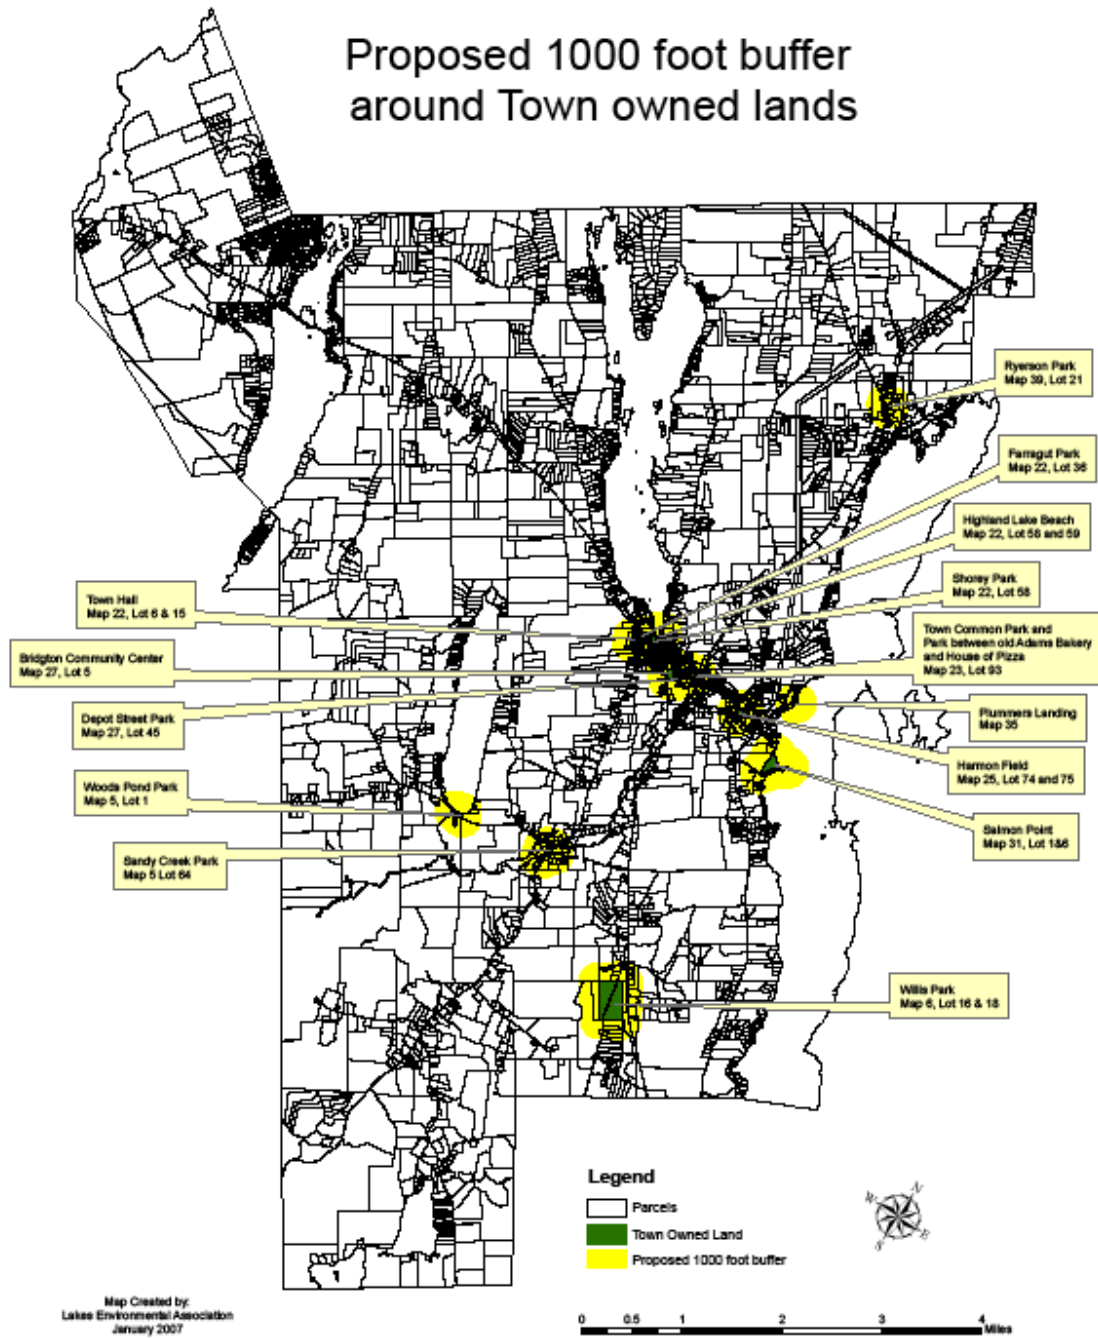 Proposed 1000 foot buffer
around Town owned lands
Ryerson Park
Map 39, Lot 21
Farragut Park
Map 22, Lot 36
Highland Lake Beach
Map 22, Lot 58 and 59
Shorey Park
Map 22, Lot 58
Town Common Park and
Park between old Adams Bakery
and House of Pizza
Map 23, Lot 93
Plummers Landing
Map 35
Harmon Field
Map 25, Lot 74 and 75
Salmon Point
Map 31, Lot 1&6
Willis Park
Map 6, Lot 16 & 18
Town Hall
Map 22, Lot 6 & 15
Bridgton Community Center
Map 27, Lot 5
Depot Street Park
Map 27, Lot 45
Woods Pond Park
Map 5, Lot 1
Sandy Creek Park
Map 5 Lot 64
Legend
Parcels
Town Owned Land
Proposed 1000 foot buffer
N
W
E
S
Map Created by:
Lakes Environmental Association
January 2007
0 0.5 1 2 3 4
Miles